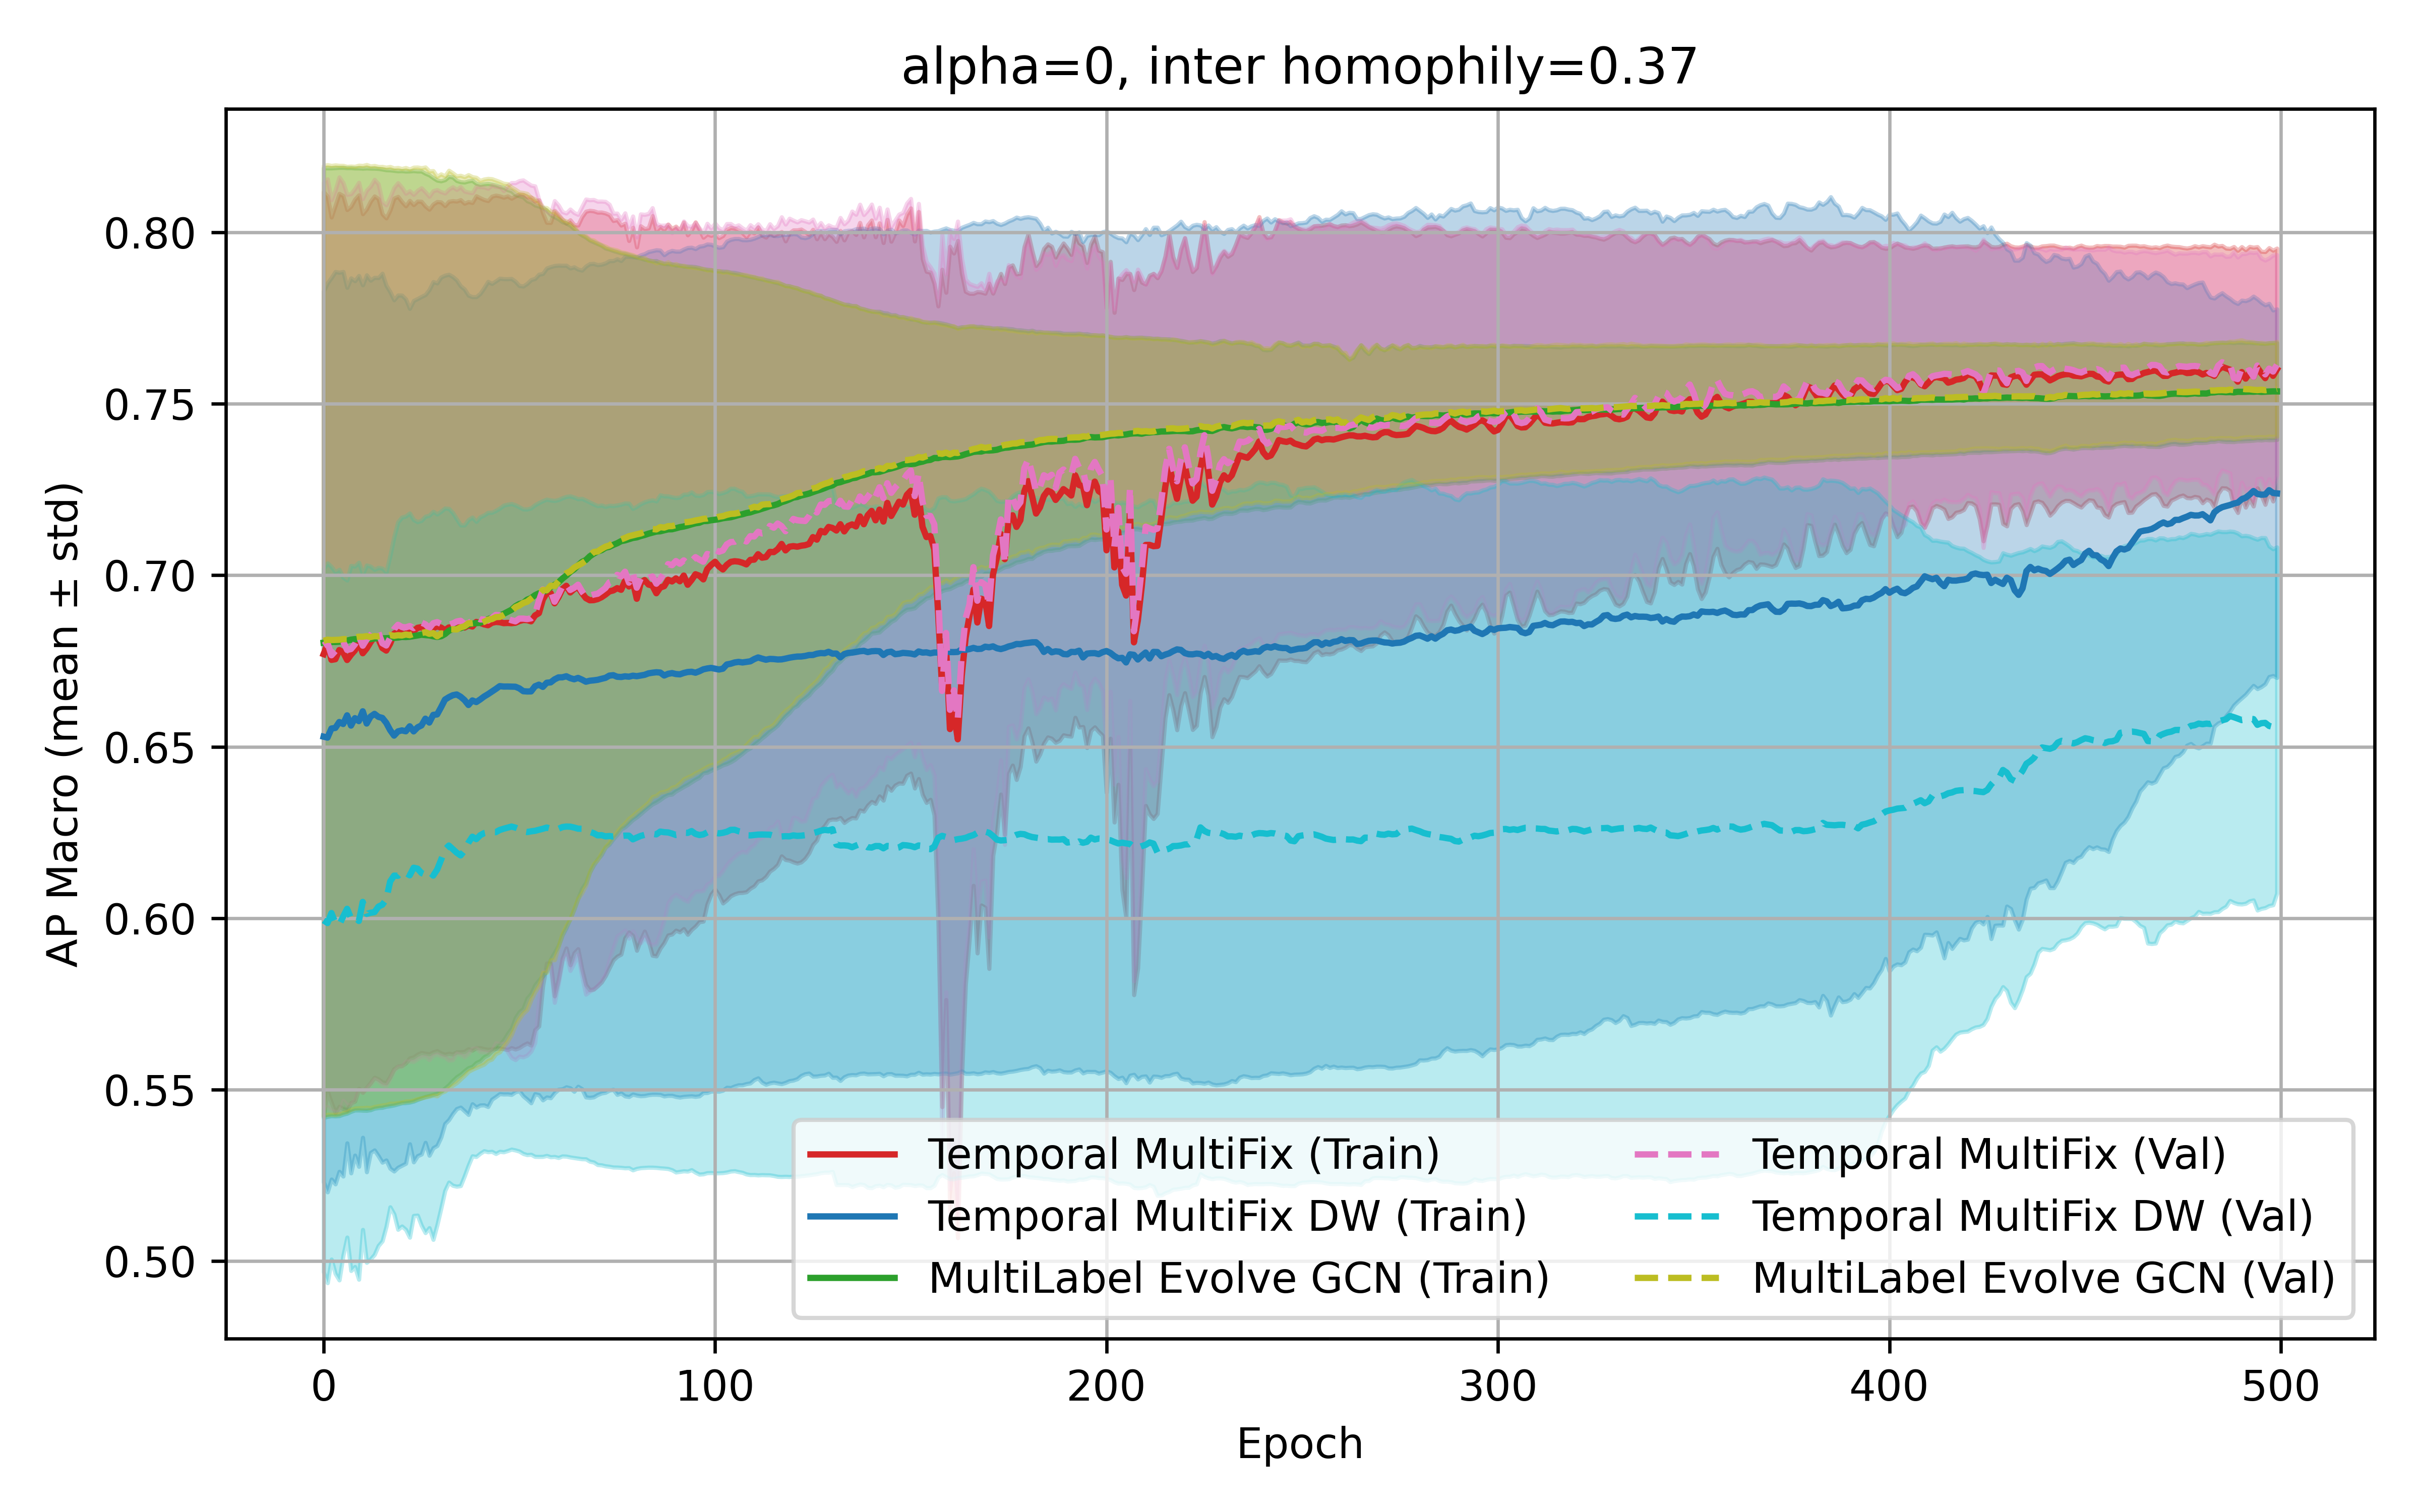 alpha=0, inter homophily=0.37
AP Macro (mean ± std)
0.80
0.75
0.70
0.65
0.60
0.55
0.50
Temporal MultiFix (Train)
Temporal MultiFix DW (Train)
MultiLabel Evolve GCN (Train)
Temporal MultiFix (Val)
Temporal MultiFix DW (Val)
MultiLabel Evolve GCN (Val)
0 100 200 300 400 500
Epoch